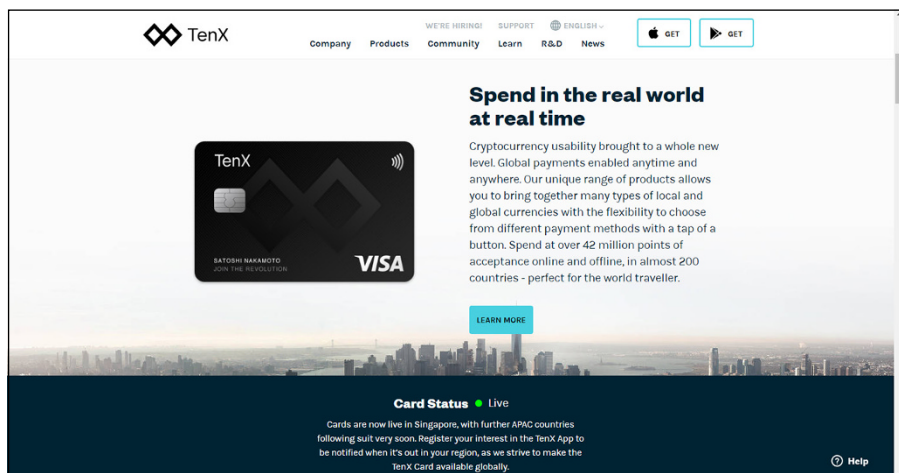 TenX
WE'RE HIRING! SUPPORT ENGLISH
Company Products Community Learn R&D News
GET GET
Spend in the real world
at real time
Cryptocurrency usability brought to a whole new
level. Global payments enabled anytime and
anywhere. Our unique range of products allows
you to bring together many types of local and
global currencies with the flexibility to choose
from different payment methods with a tap of a
button. Spend at over 42 million points of
acceptance online and offline, in almost 200
countries - perfect for the world traveller.
LEARN MORE
TenX
SATOSHI NAKAMOTO
JOIN THE REVOLUTION
VISA
Card Status Live
Cards are now live in Singapore, with further APAC countries
following suit very soon. Register your interest in the TenX App to
be notified when it's out in your region, as we strive to make the
TenX Card available globally.
Help